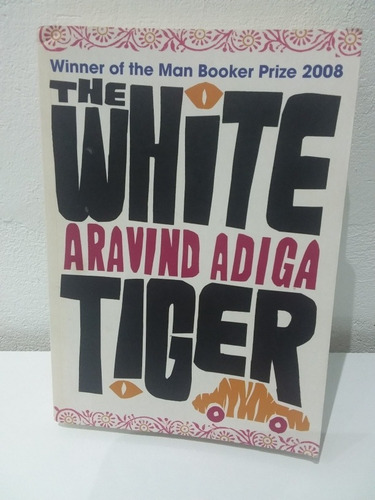 Winner of the Man Booker Prize 2008
THE
WHiTE
ARAVIND ADIGA
TiGER